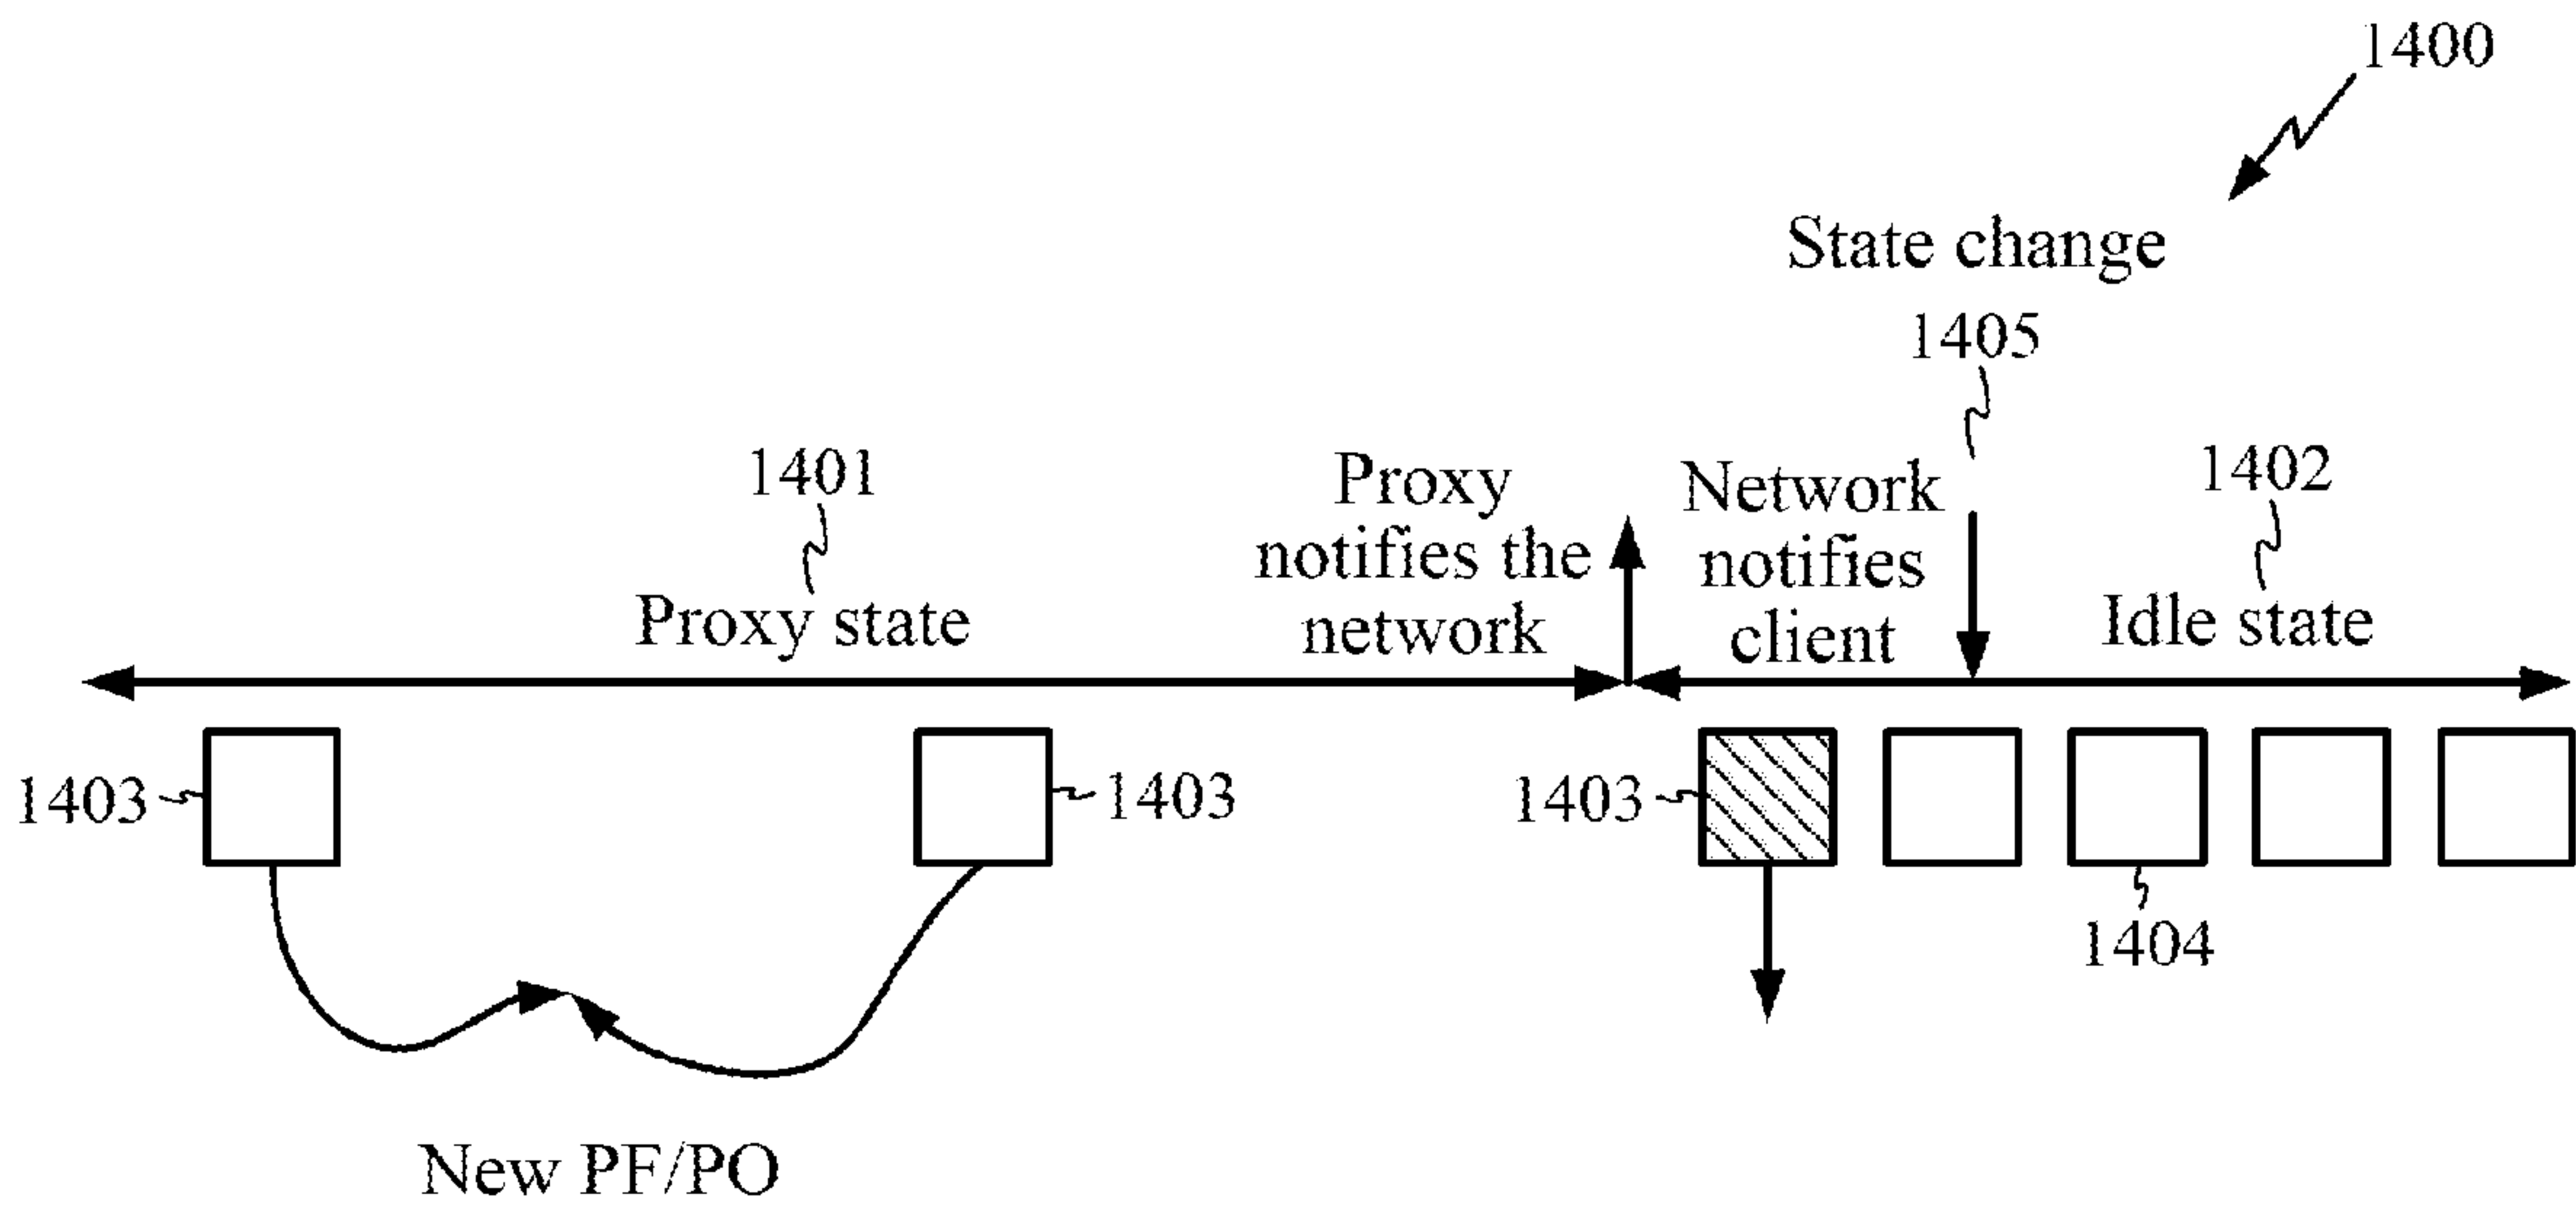 1400
State change
1405
1401
Proxy state
Proxy
notifies the
network
Network
notifies
client
1402
Idle state
1403
1403
1403
1404
New PF/PO